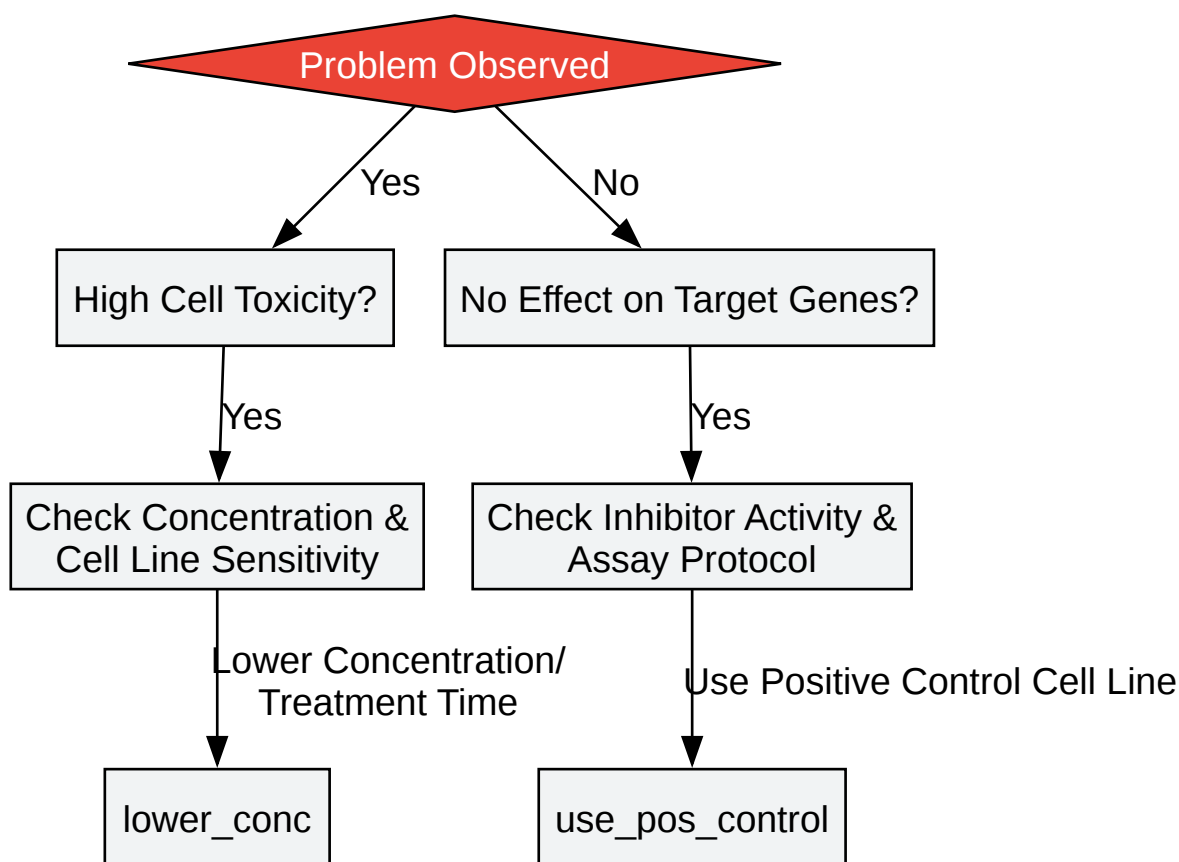 Problem Observed
Yes
No
High Cell Toxicity?
No Effect on Target Genes?
Yes
Yes
Check Concentration &
Cell Line Sensitivity
Check Inhibitor Activity &
Assay Protocol
Lower Concentration/
Treatment Time
Use Positive Control Cell Line
lower_conc
use_pos_control